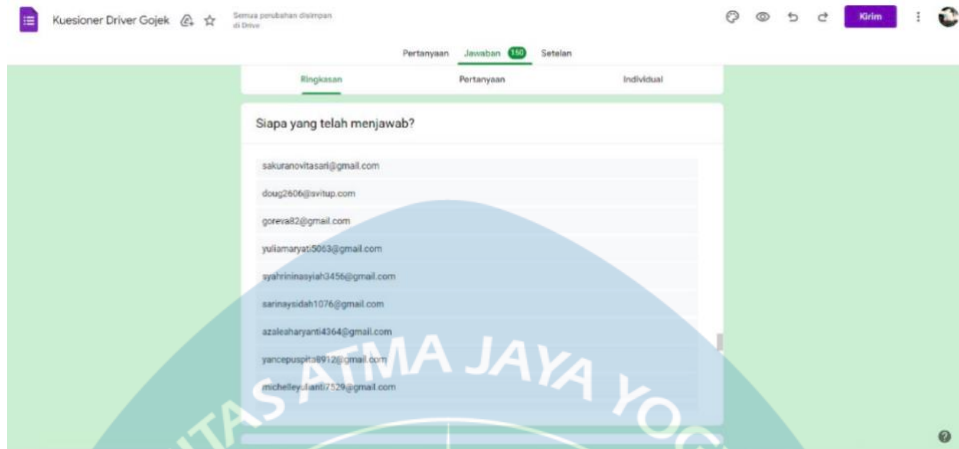 Kuesioner Driver Gojek
Semua perubahan disimpan
di Drive
Kirim
Pertanyaan Jawaban 150 Setelan
Ringkasan Pertanyaan Individual
Siapa yang telah menjawab?
sakuranovitasari@gmail.com
doug2606@svitup.com
goreva82@gmail.com
yuliamaryati5063@gmail.com
syahrininasyiah3456@gmail.com
sarinaysidah1076@gmail.com
azaleaharyanti4364@gmail.com
yancepuspita8912@gmail.com
michelleyulianti7529@gmail.com
ITAS ATMA JAYA YOG